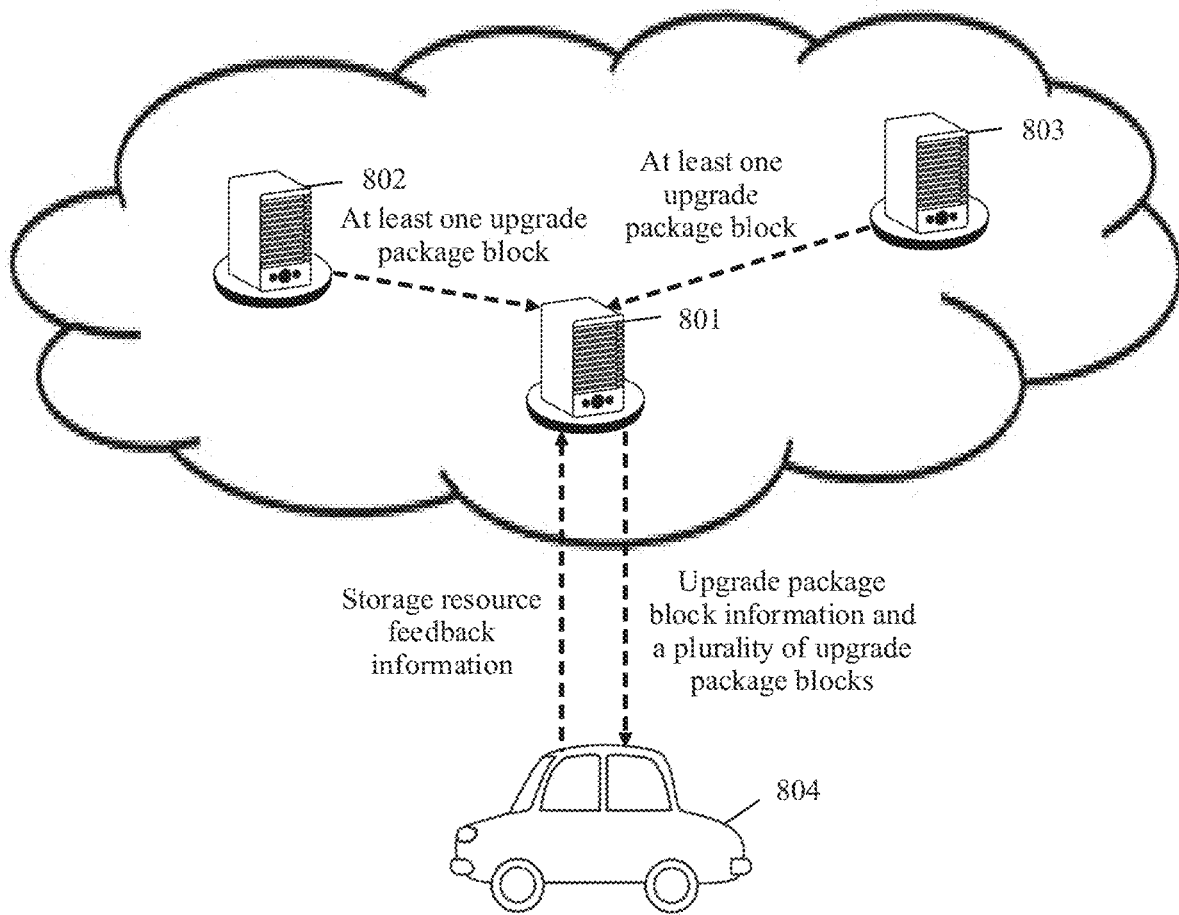 803
At least one
upgrade
package block
802
At least one upgrade
package block
801
Storage resource
feedback
information
Upgrade package
block information and
a plurality of upgrade
package blocks
804